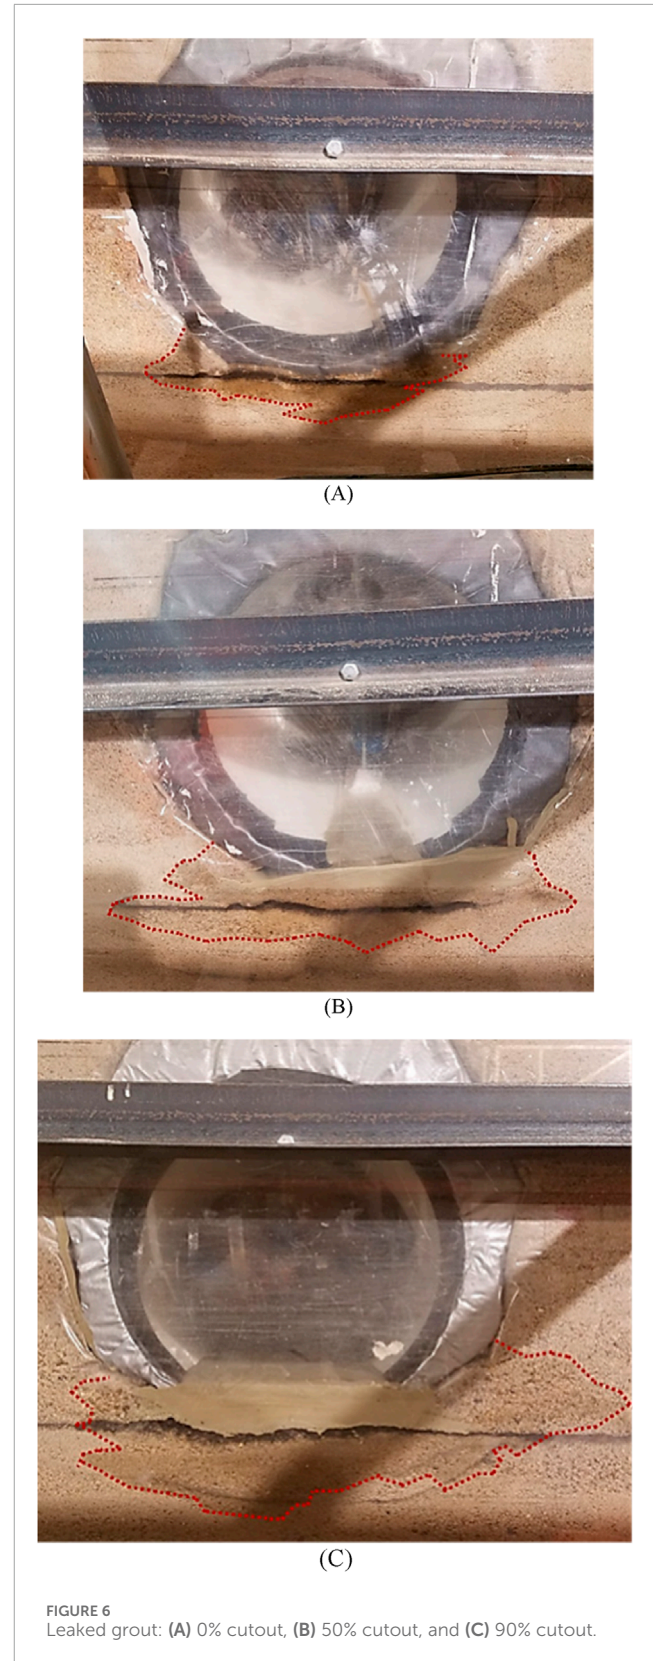 (A)
(B)
(C)
FIGURE 6
Leaked grout: (A) 0% cutout, (B) 50% cutout, and (C) 90% cutout.